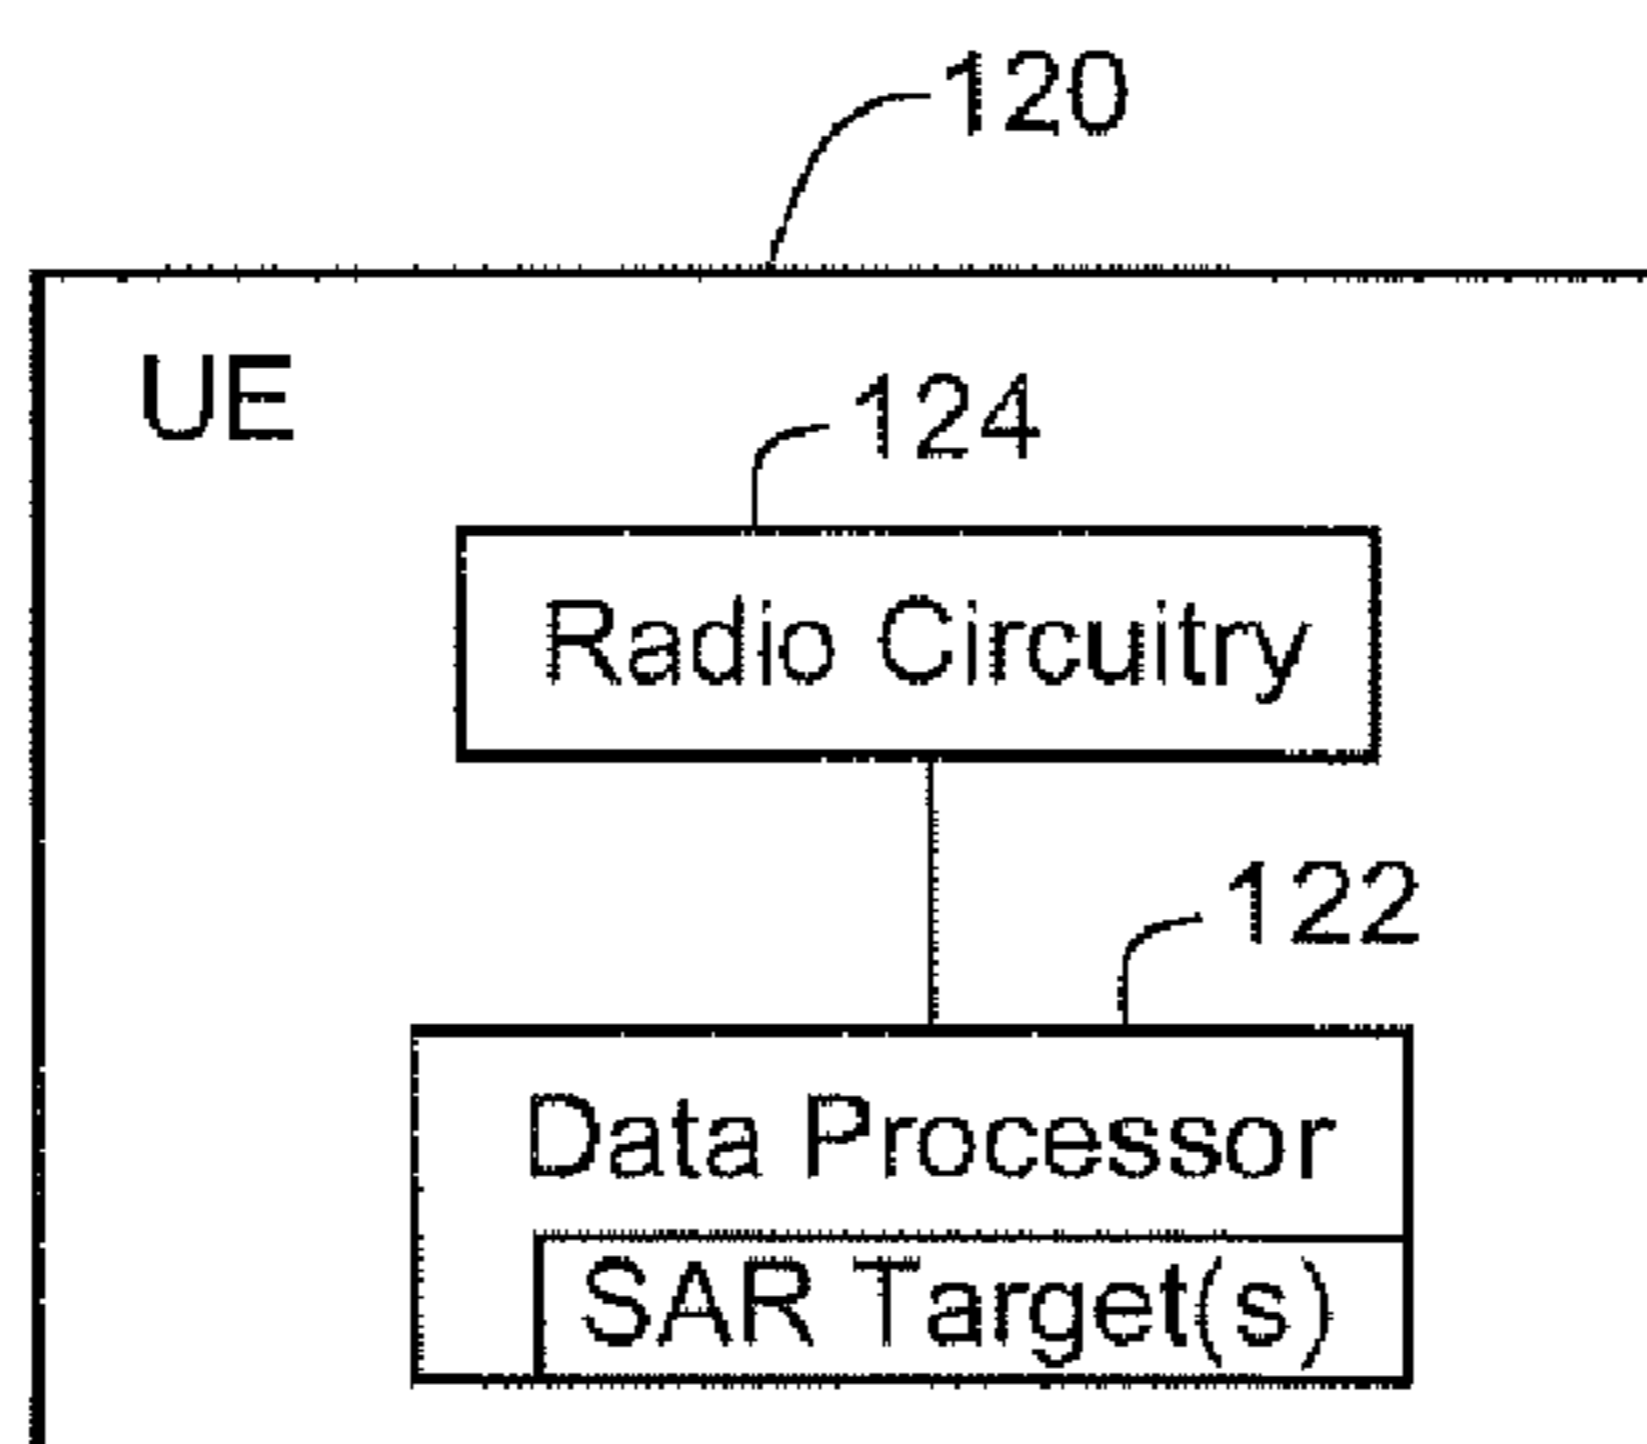 120
UE
124
Radio Circuitry
122
Data Processor
SAR Target(s)